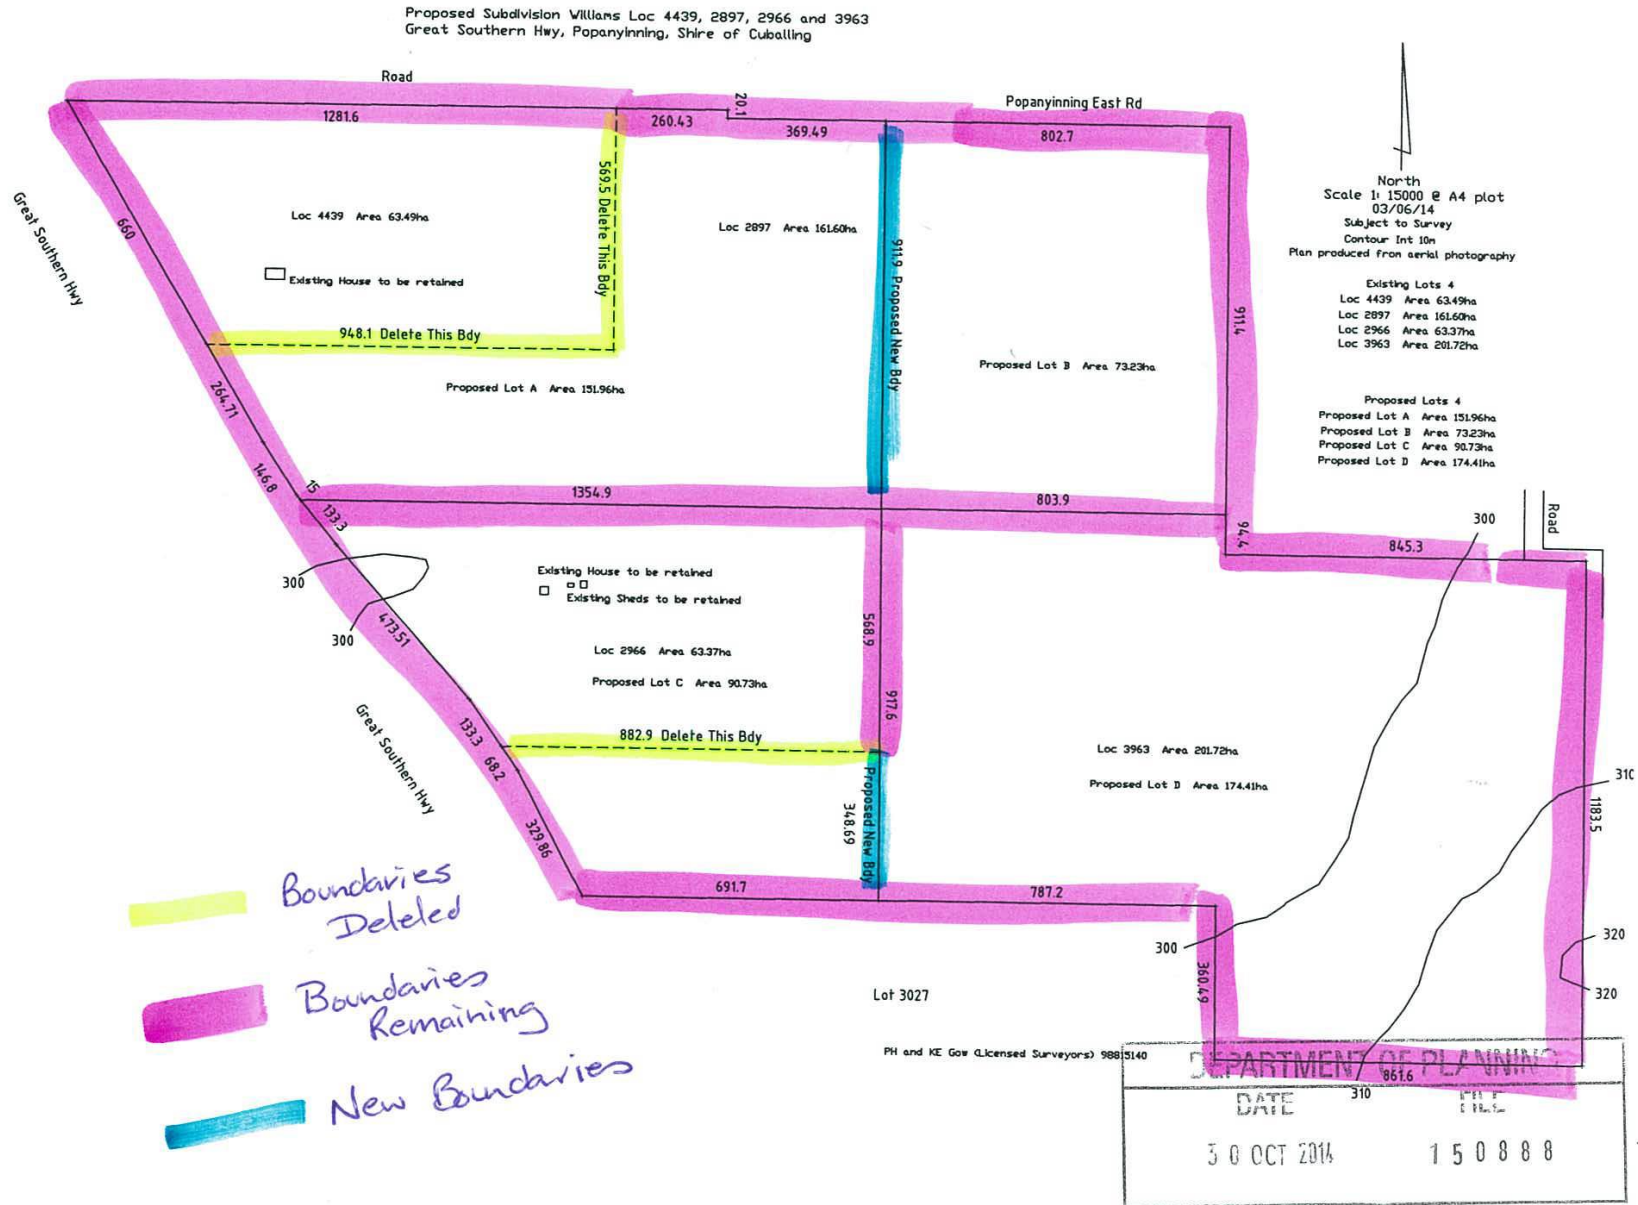 Proposed Subdivision Williams Loc 4439, 2897, 2966 and 3963
Great Southern Hwy, Popanyinning, Shire of Cuballing
Road
1281.6
260.43
20.1
369.49
Popanyinning East Rd
802.7
North
Scale 1: 15000 @ A4 plot
03/06/14
Subject to Survey
Contour Int 10m
Plan produced from aerial photography
Existing Lots 4
Loc 4439 Area 63.49ha
Loc 2897 Area 161.60ha
Loc 2966 Area 63.37ha
Loc 3963 Area 201.72ha
Proposed Lots 4
Proposed Lot A Area 151.96ha
Proposed Lot B Area 73.23ha
Proposed Lot C Area 90.73ha
Proposed Lot D Area 174.41ha
Great Southern Hwy
660
Loc 4439 Area 63.49ha
Existing House to be retained
569.5 Delete This Bdy
948.1 Delete This Bdy
Loc 2897 Area 161.60ha
911.9 Proposed New Bdy
Proposed Lot A Area 151.96ha
Proposed Lot B Area 73.23ha
911.4
264.71
146.8
15
133.3
1354.9
803.9
94.4
845.3
300
Road
300
300
473.51
Existing House to be retained
Existing Sheds to be retained
Loc 2966 Area 63.37ha
Proposed Lot C Area 90.73ha
568.9
917.6
Great Southern Hwy
133.3
68.2
882.9 Delete This Bdy
329.86
Proposed New Bdy
348.69
Loc 3963 Area 201.72ha
Proposed Lot D Area 174.41ha
310
1183.5
691.7
787.2
300
360.49
320
320
Lot 3027
PH and KE Gow (Licensed Surveyors) 98815140
861.6
310
Boundaries
Deleted
Boundaries
Remaining
New Boundaries
DEPARTMENT OF PLANNING
DATE FILE
30 OCT 2014 150888